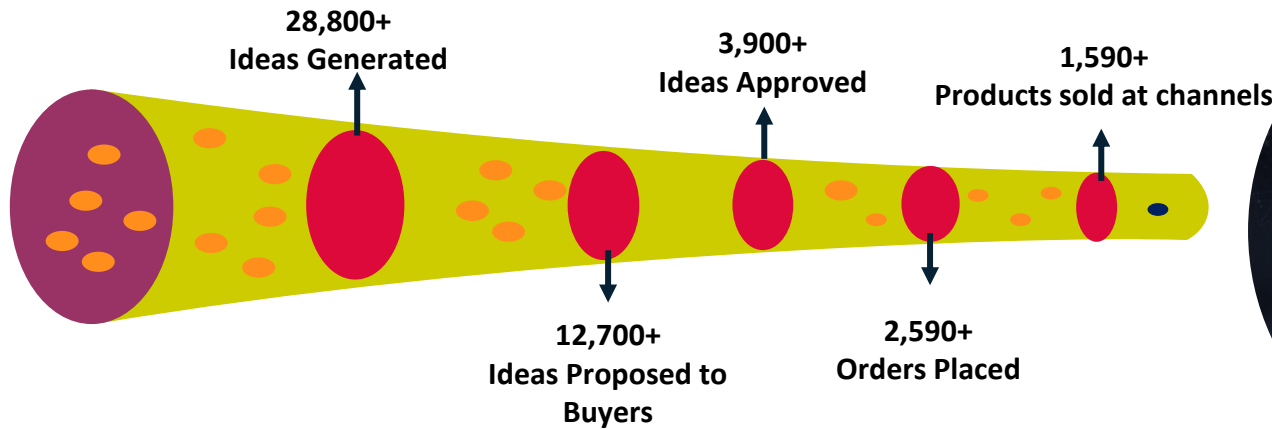 28,800+
Ideas Generated
12,700+
Ideas Proposed to
Buyers
3,900+
Ideas Approved
2,590+
Orders Placed
1,590+
Products sold at channels